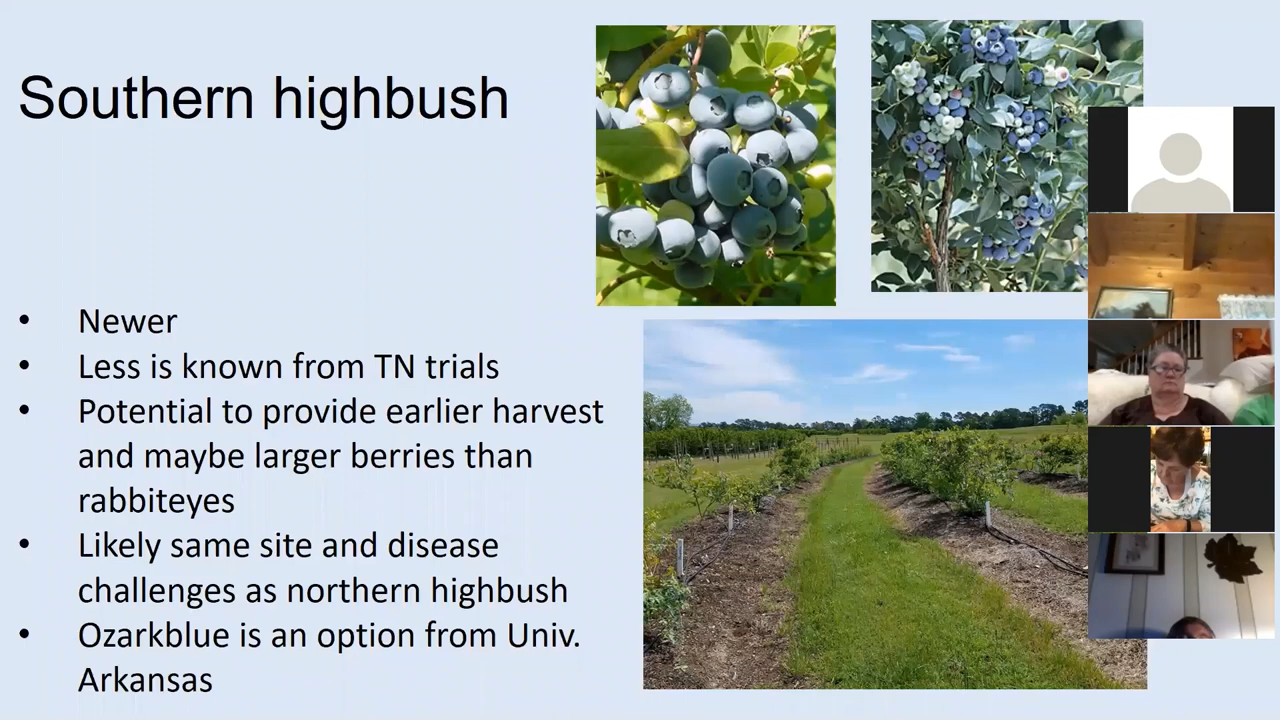 Southern highbush
• Newer
• Less is known from TN trials
• Potential to provide earlier harvest
and maybe larger berries than
rabbiteyes
• Likely same site and disease
challenges as northern highbush
• Ozarkblue is an option from Univ.
Arkansas